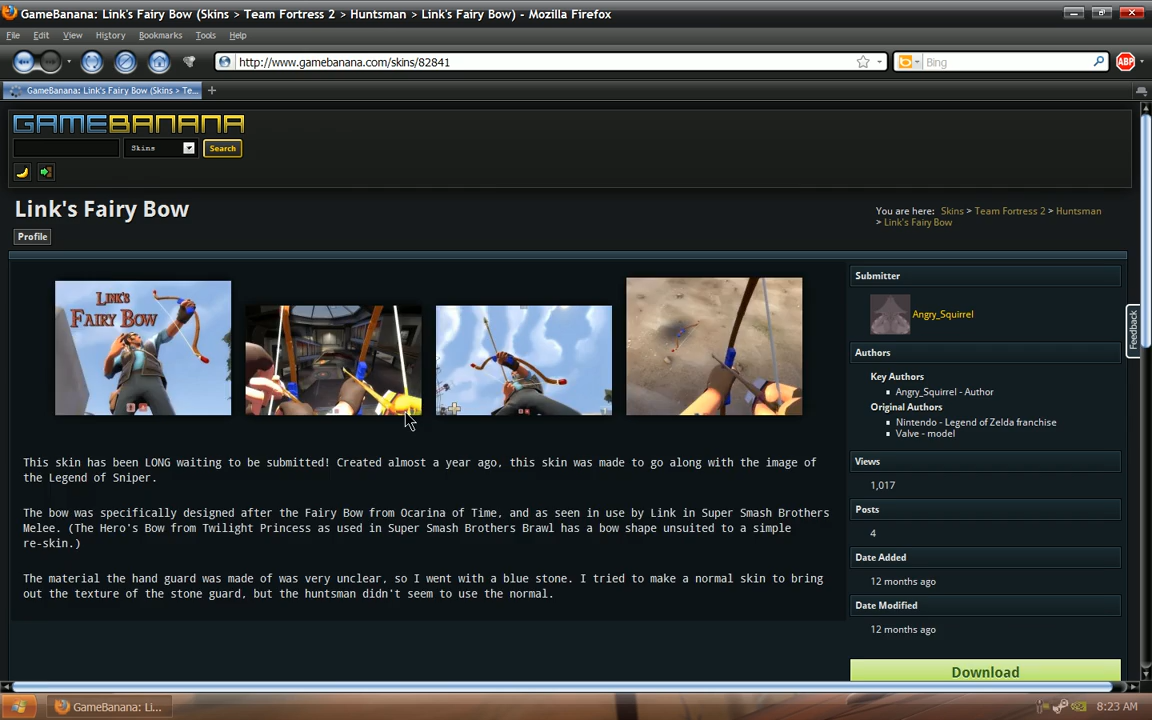 GameBanana: Link's Fairy Bow (Skins > Team Fortress 2 > Huntsman > Link's Fairy Bow) - Mozilla Firefox
File Edit View History Bookmarks Tools Help
http://www.gamebanana.com/skins/82841
Bing
ABP
GameBanana: Link's Fairy Bow (Skins > Te...
GAMEBANANA
Skins
Search
Link's Fairy Bow
You are here: Skins > Team Fortress 2 > Huntsman
> Link's Fairy Bow
Profile
LINK'S
FAIRY BOW
This skin has been LONG waiting to be submitted! Created almost a year ago, this skin was made to go along with the image of
the Legend of Sniper.
The bow was specifically designed after the Fairy Bow from Ocarina of Time, and as seen in use by Link in Super Smash Brothers
Melee. (The Hero's Bow from Twilight Princess as used in Super Smash Brothers Brawl has a bow shape unsuited to a simple
re-skin.)
The material the hand guard was made of was very unclear, so I went with a blue stone. I tried to make a normal skin to bring
out the texture of the stone guard, but the huntsman didn't seem to use the normal.
Submitter
Angry_Squirrel
Authors
Key Authors
Angry_Squirrel - Author
Original Authors
Nintendo - Legend of Zelda franchise
Valve - model
Views
1,017
Posts
4
Date Added
12 months ago
Date Modified
12 months ago
Download
Feedback
GameBanana: Li...
8:23 AM